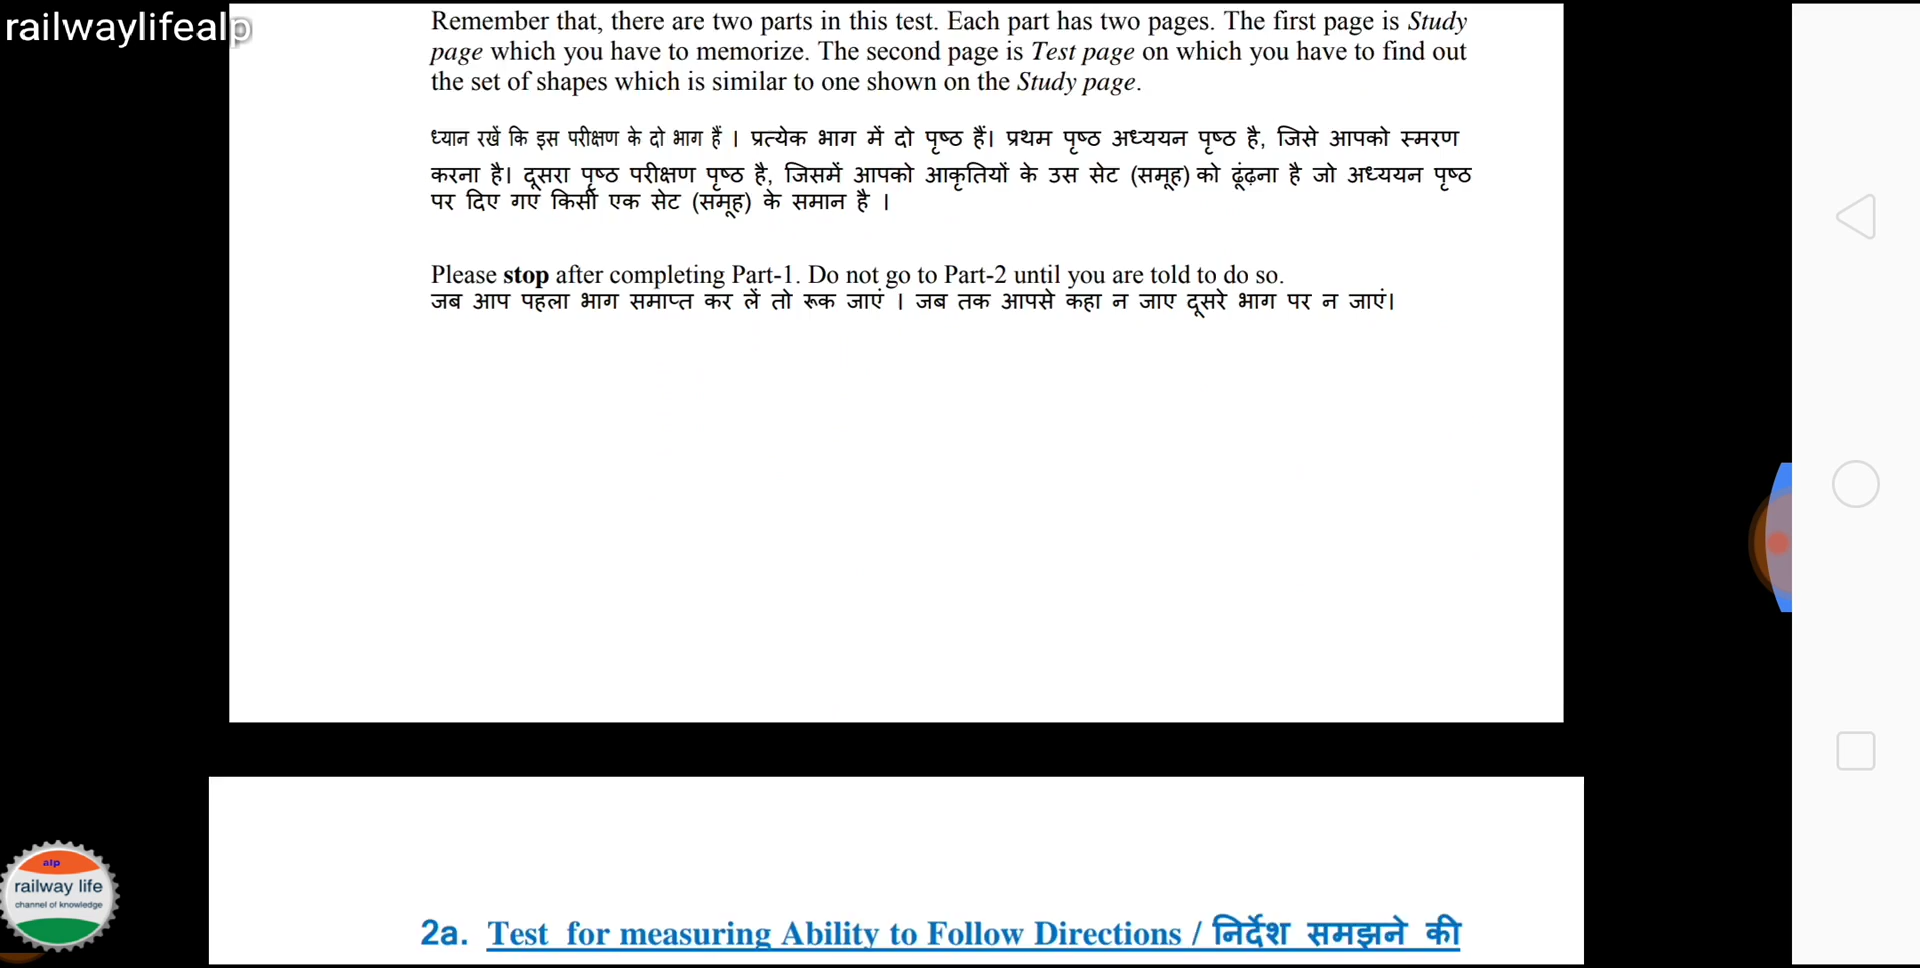 railwaylifealp
Remember that, there are two parts in this test. Each part has two pages. The first page is Study
page which you have to memorize. The second page is Test page on which you have to find out
the set of shapes which is similar to one shown on the Study page.
ध्यान रखें कि इस परीक्षण के दो भाग हैं । प्रत्येक भाग में दो पृष्ठ हैं। प्रथम पृष्ठ अध्ययन पृष्ठ है, जिसे आपको स्मरण
करना है। दूसरा पृष्ठ परीक्षण पृष्ठ है, जिसमें आपको आकृतियों के उस सेट (समूह) को ढूंढ़ना है जो अध्ययन पृष्ठ
पर दिए गए किसी एक सेट (समूह) के समान है ।
Please stop after completing Part-1. Do not go to Part-2 until you are told to do so.
जब आप पहला भाग समाप्त कर लें तो रूक जाएं । जब तक आपसे कहा न जाए दूसरे भाग पर न जाएं।
alp
railway life
channel of knowledge
2a. Test for measuring Ability to Follow Directions / निर्देश समझने की